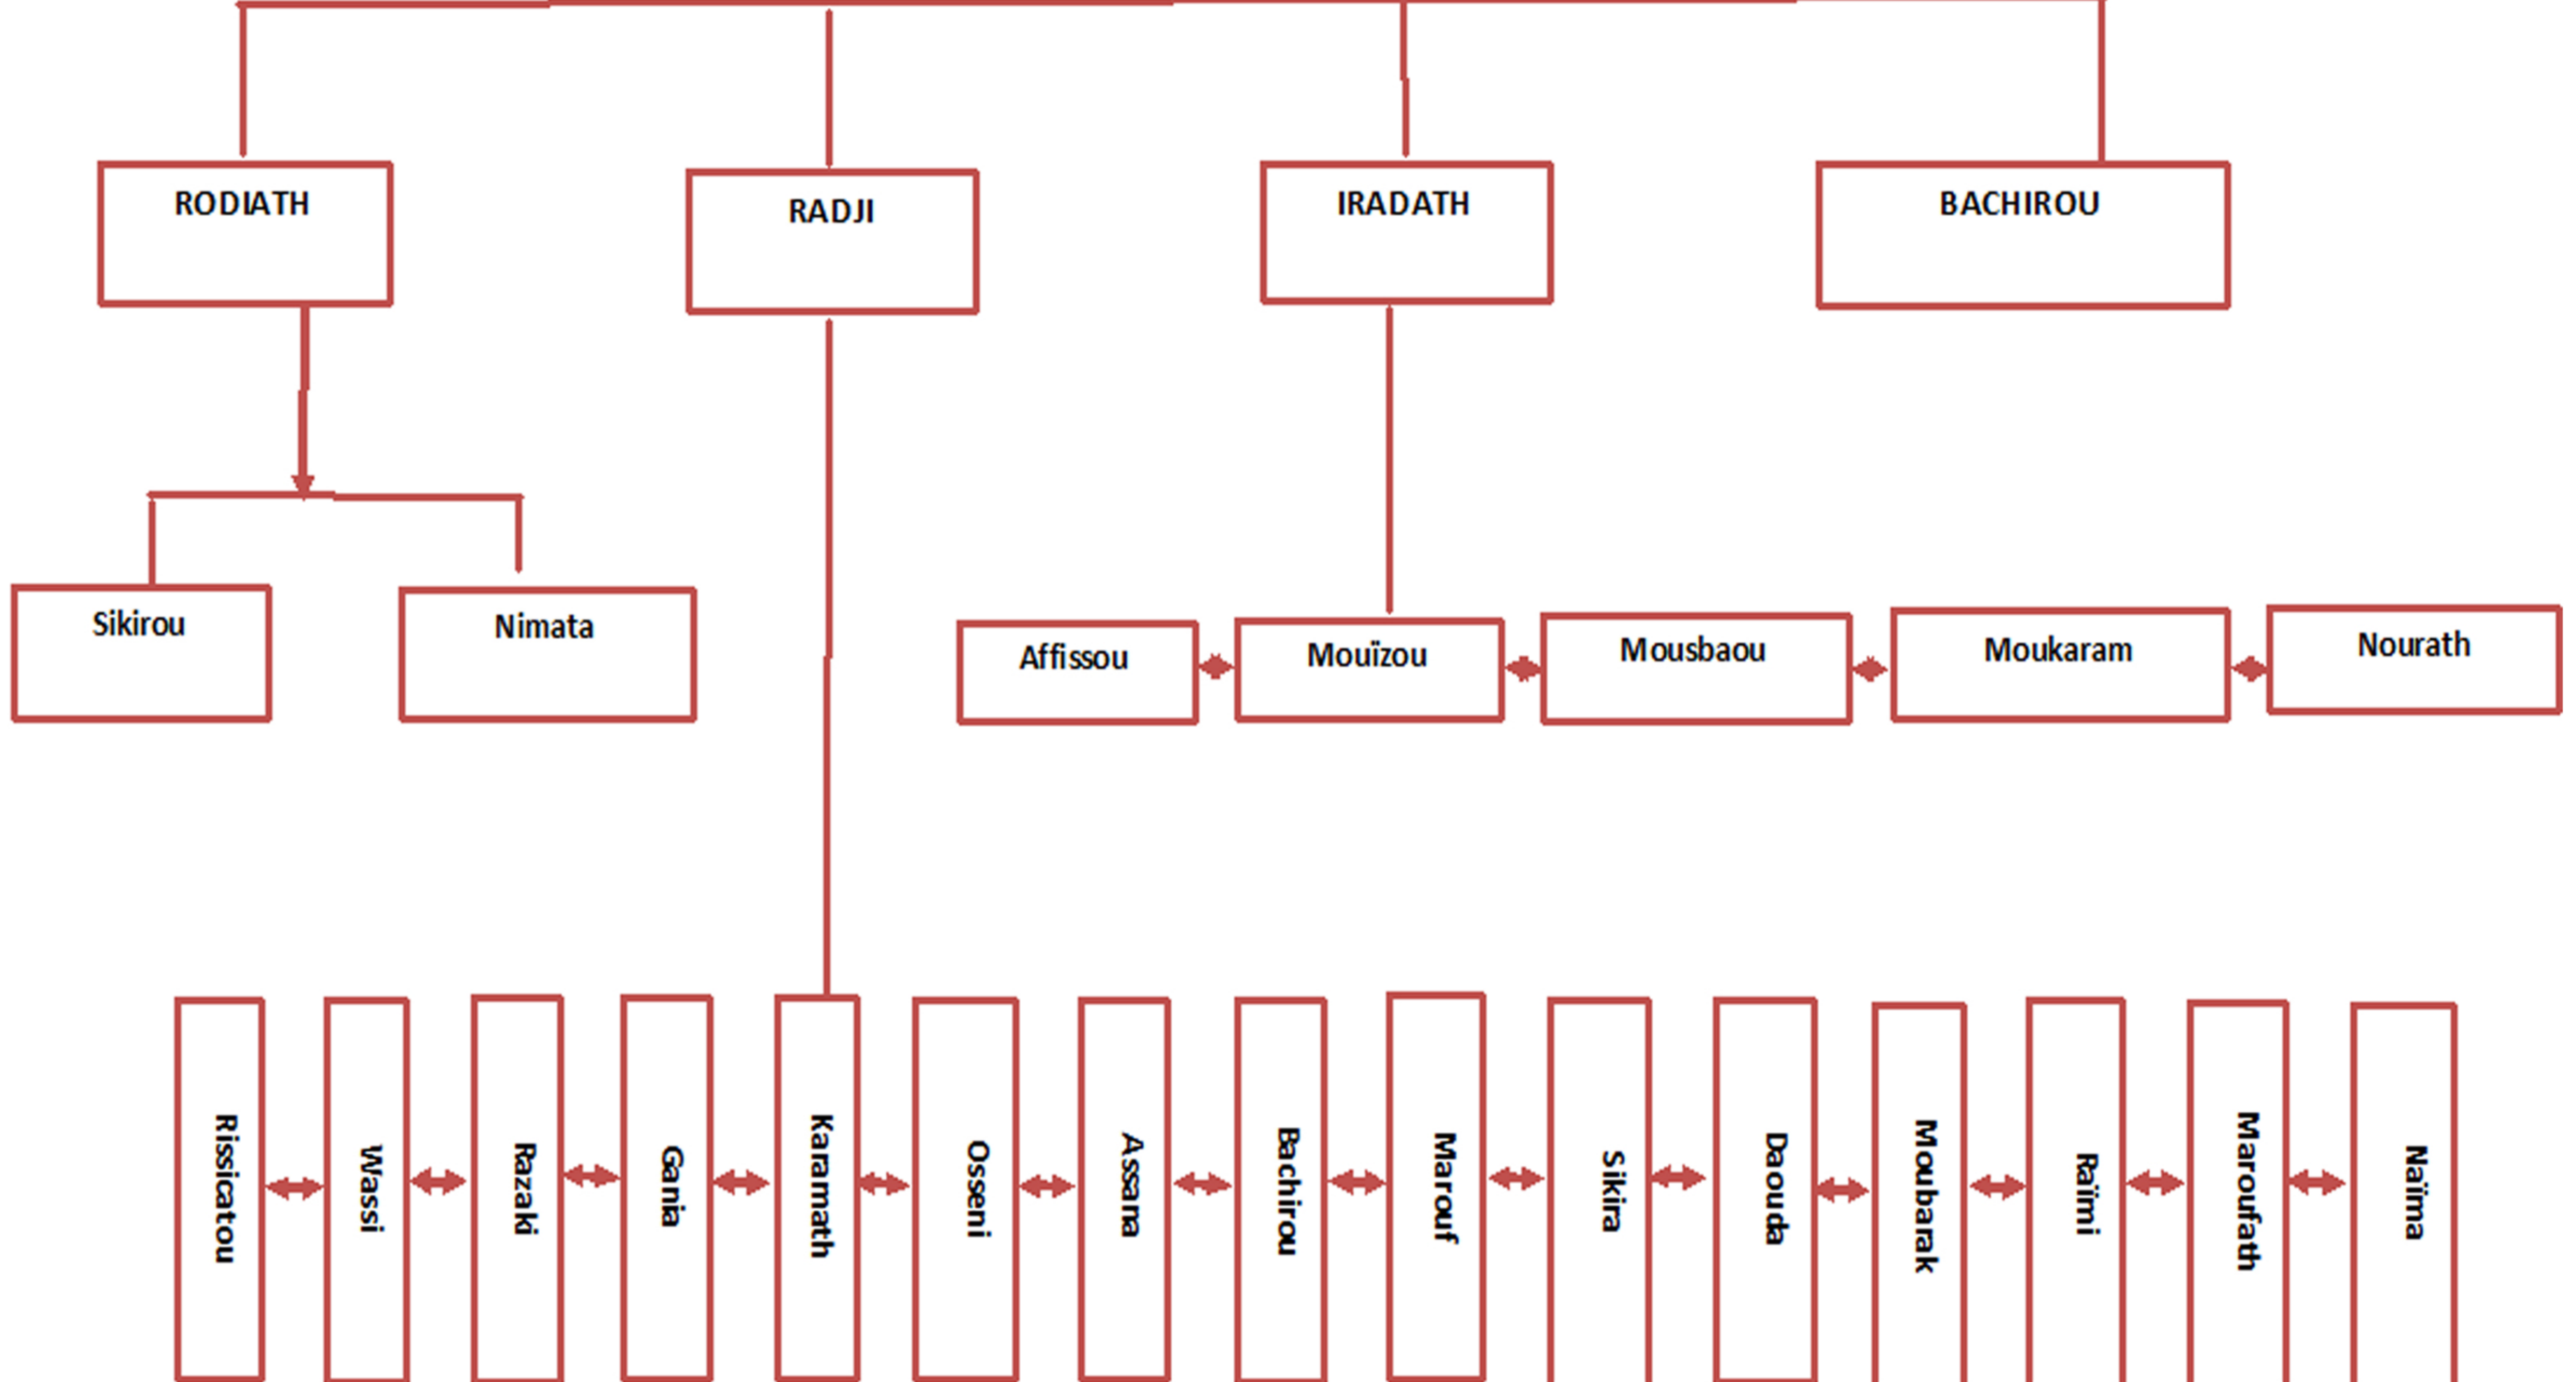 RODIATH
RADJI
IRADATH
BACHIROU
Sikirou
Nimata
Affissou
Mouïzou
Mousbaou
Moukaram
Nourath
Rissicatou
Wassi
Razaki
Gania
Karamath
Osseni
Assana
Bachirou
Marouf
Sikira
Daouda
Moubarak
Raïmi
Maroufath
Naïma